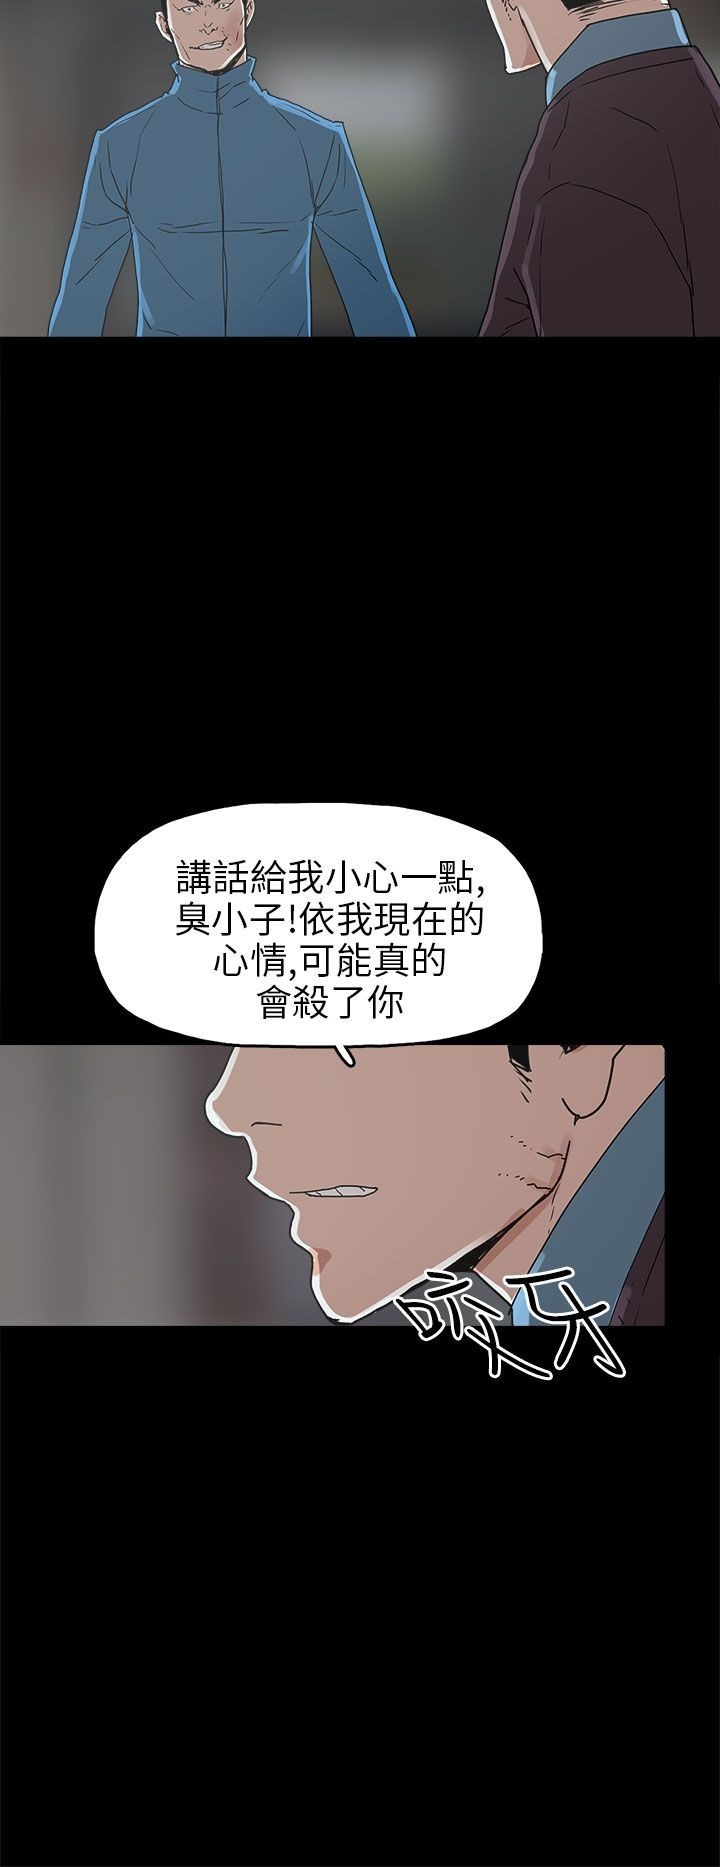 講話給我小心一點,
臭小子!依我現在的
心情,可能真的
會殺了你
咬牙